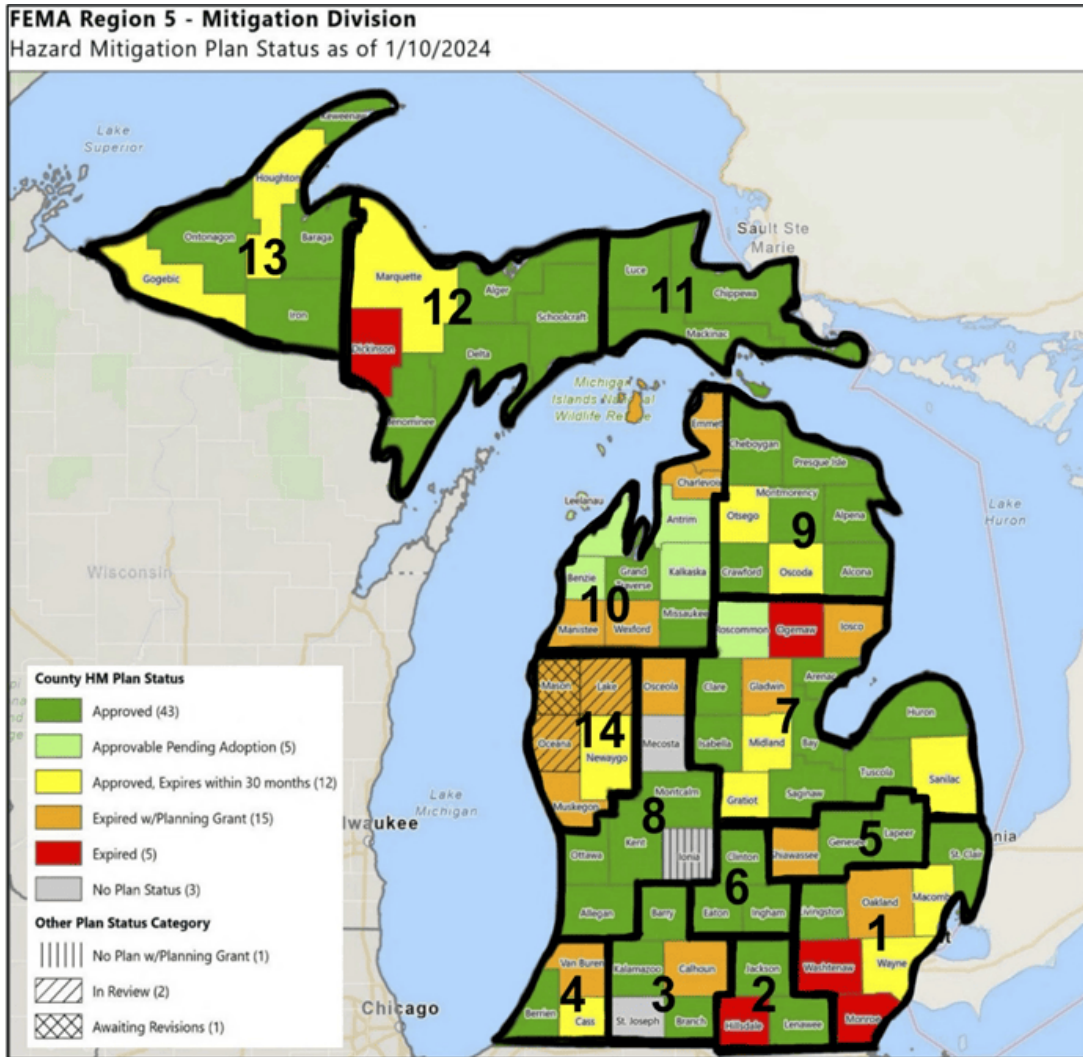 FEMA Region 5 - Mitigation Division
Hazard Mitigation Plan Status as of 1/10/2024
Keweenaw
Lake
Superior
Houghton
Ontonagon
Baraga
13
Gogebic
Iron
Marquette
12
Alger
Schoolcraft
Dickinson
Delta
Menominee
Luce
11
Chippewa
Mackinac
Sault Ste
Marie
Michigan
Islands National
Wildlife
Emmet
Cheboygan
Presque Isle
Charlevoix
Leelanau
Antrim
Otsego
Montmorency
Alpena
9
Lake
Huron
Wisconsin
Benzie
Grand
Traverse
Kalkaska
Crawford
Oscoda
Alcona
10
Manistee
Wexford
Missaukee
Roscommon
Ogemaw
Iosco
Mason
Lake
Osceola
Clare
Gladwin
Arenac
14
7
Huron
Oceana
Newaygo
Mecosta
Isabella
Midland
Bay
Tuscola
Sanilac
Muskegon
Montcalm
Gratiot
Saginaw
8
Lake
Michigan
waukee
Ottawa
Kent
Ionia
Clinton
Shiawassee
Genesee
Lapeer
5
St. Clair
nia
6
Allegan
Barry
Eaton
Ingham
Livingston
Oakland
Macomb
1
Van Buren
Kalamazoo
Calhoun
Jackson
Washtenaw
Wayne
t
4
3
2
Berrien
Cass
St. Joseph
Branch
Hillsdale
Lenawee
Monroe
Chicago
County HM Plan Status
Approved (43)
Approvable Pending Adoption (5)
Approved, Expires within 30 months (12)
Expired w/Planning Grant (15)
Expired (5)
No Plan Status (3)
Other Plan Status Category
No Plan w/Planning Grant (1)
In Review (2)
Awaiting Revisions (1)